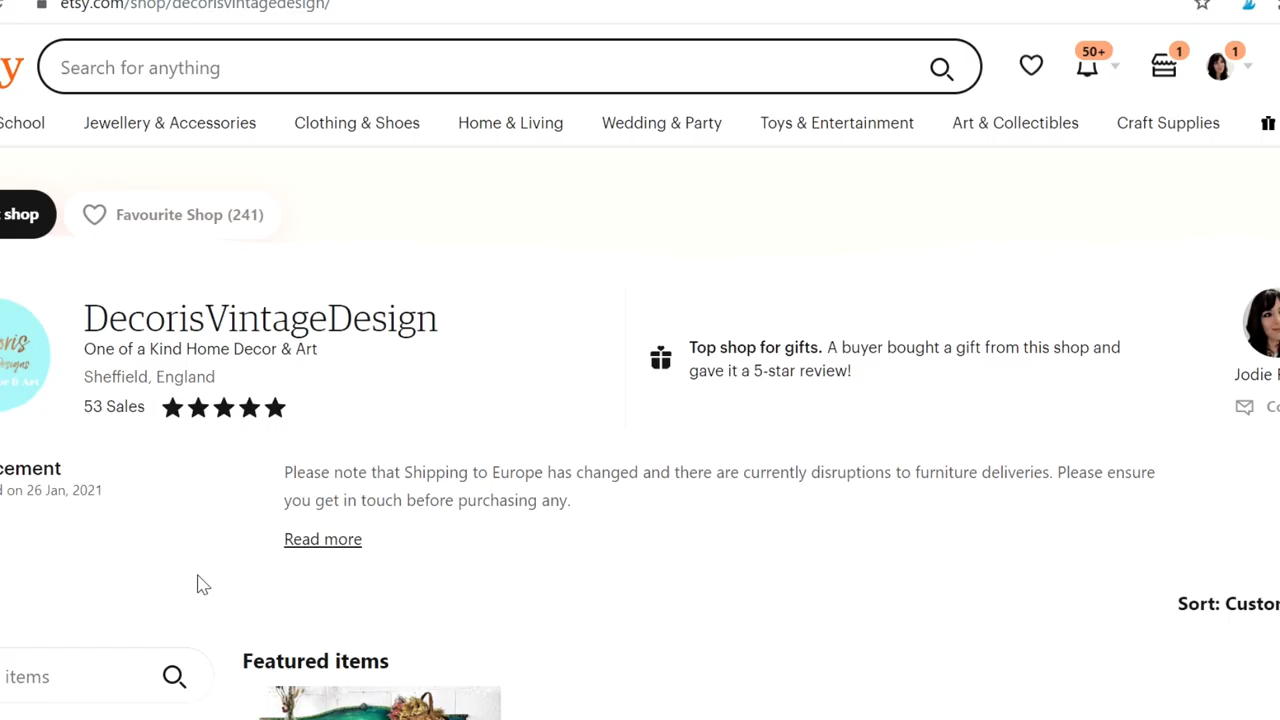 etsy.com/shop/decorisvintagedesign/
y
Search for anything
50+
1
1
School
Jewellery & Accessories
Clothing & Shoes
Home & Living
Wedding & Party
Toys & Entertainment
Art & Collectibles
Craft Supplies
shop
Favourite Shop (241)
DecorisVintageDesign
One of a Kind Home Decor & Art
Sheffield, England
53 Sales
Top shop for gifts. A buyer bought a gift from this shop and
gave it a 5-star review!
Jodie
cement
on 26 Jan, 2021
Please note that Shipping to Europe has changed and there are currently disruptions to furniture deliveries. Please ensure
you get in touch before purchasing any.
Read more
Sort: Custo
items
Featured items